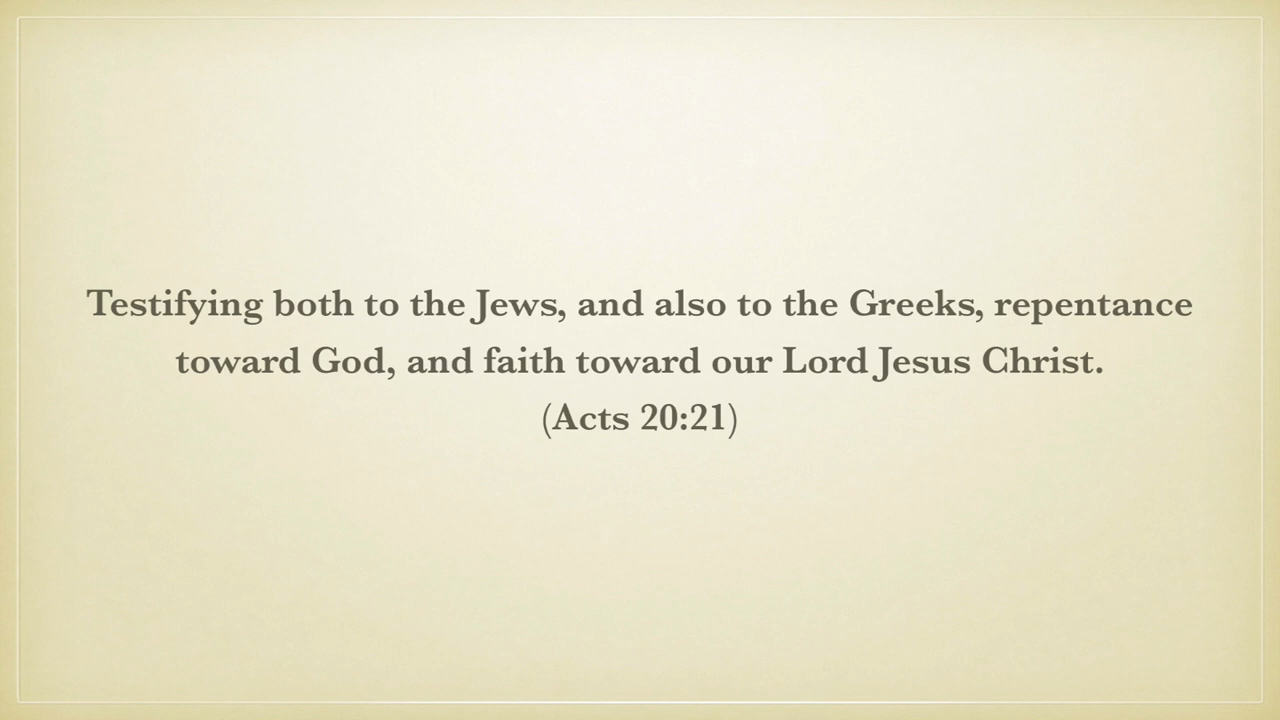 Testifying both to the Jews, and also to the Greeks, repentance
toward God, and faith toward our Lord Jesus Christ.
(Acts 20:21)